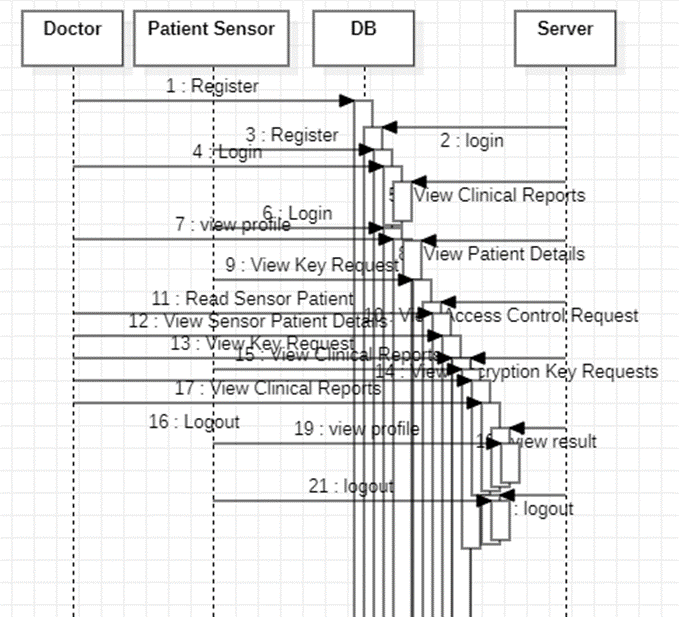 Doctor
Patient Sensor
DB
Server
1 : Register
2 : login
3 : Register
4 : Login
View Clinical Reports
6 : Login
7 : view profile
View Patient Details
9 : View Key Request
Access Control Request
11 : Read Sensor Patient
12 : View Sensor Patient Details
13 : View Key Request
14 : View
Key Requests
15 : View Clinical Reports
16 : Logout
17 : View Clinical Reports
view result
19 : view profile
: logout
21 : logout